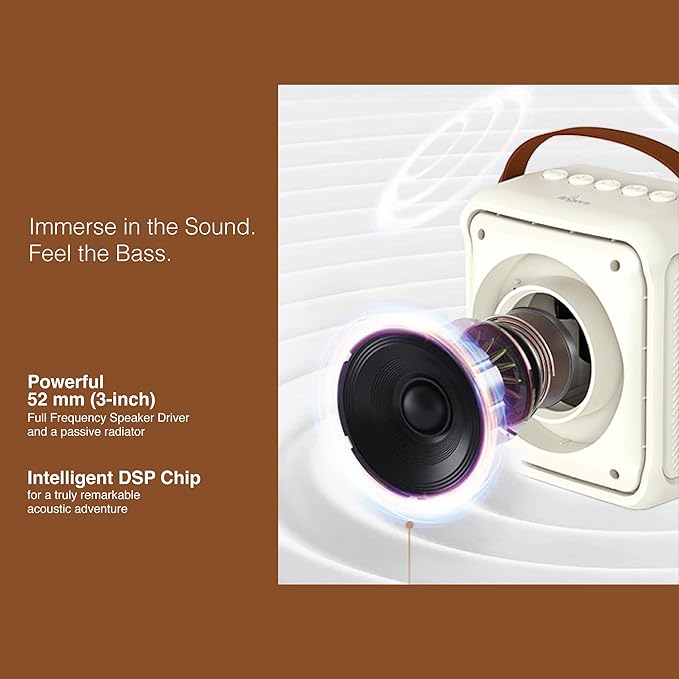 Immerse in the Sound.
Feel the Bass.
Powerful
52 mm (3-inch)
Full Frequency Speaker Driver
and a passive radiator
Intelligent DSP Chip
for a truly remarkable
acoustic adventure